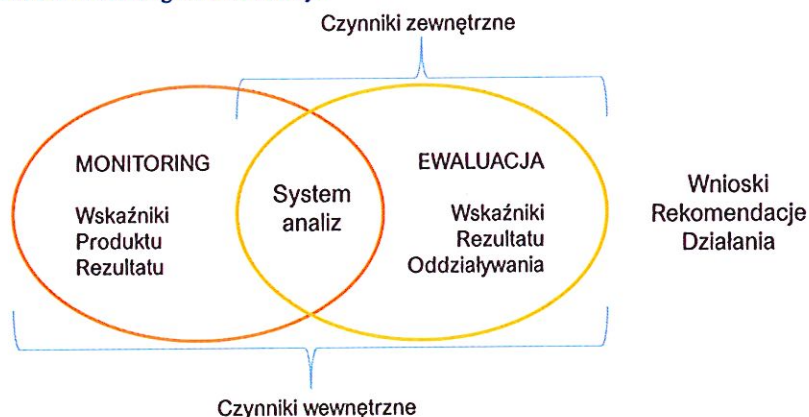 Czynniki zewnętrzne
MONITORING
Wskaźniki
Produktu
Rezultatu
System
analiz
EWALUACJA
Wskaźniki
Rezultatu
Oddziaływania
Wnioski
Rekomendacje
Działania
Czynniki wewnętrzne